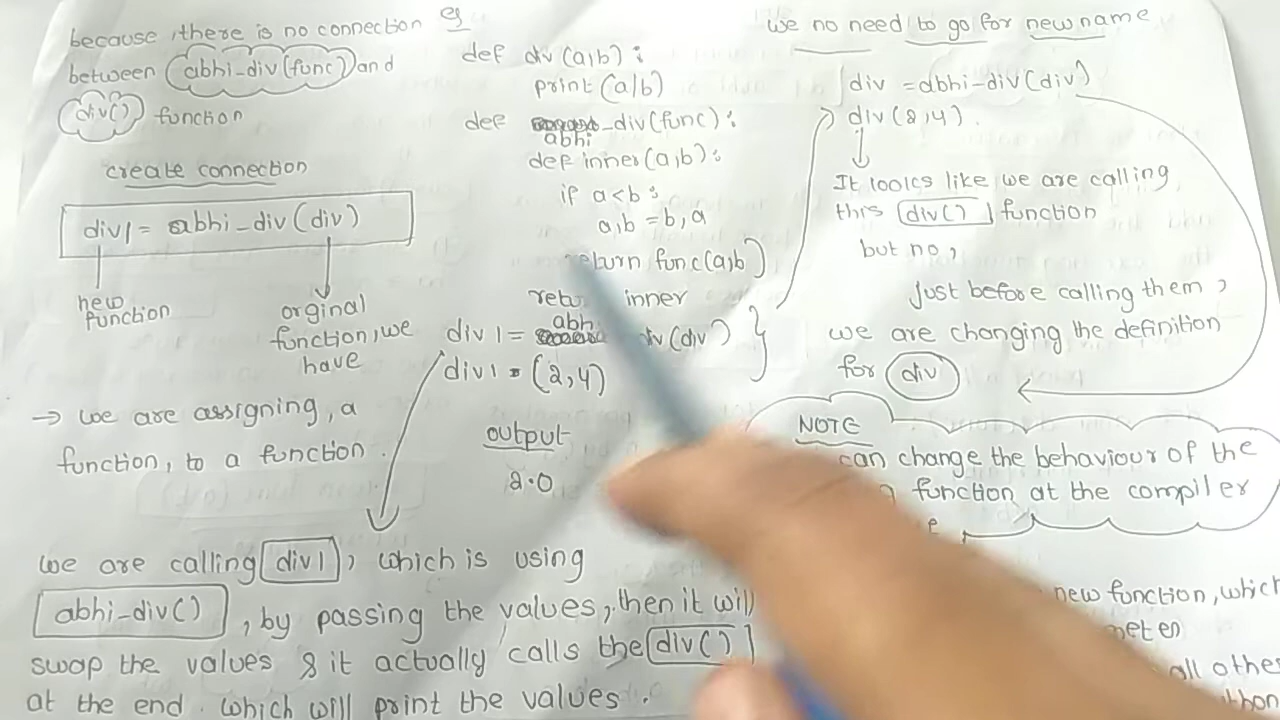 because, there is no connection
between abhi-div(func) and
div() function
create connection
div1 = abhi-div(div)
new
function
orginal
function, we
have
→ we are assigning, a
function, to a function.
eg
def div(a,b):
print(a/b)
def -div(func):
abhi
def inner(a,b):
if a<b:
a,b = b,a
return func(a,b)
inner
div1 = (div)
div1 = (2,4)
output
2.0
we no need to go for new name
div = abhi-div(div)
div(2,4).
It looks like we are calling
this div() function
but no,
just before calling them,
we are changing the definition
for div
NOTE
can change the behaviour of the
function at the compiler
we are calling div1, which is using
abhi-div(), by passing the values, then it will
swap the values & it actually calls the div()
at the end. which will print the values.
new function, which
all othe